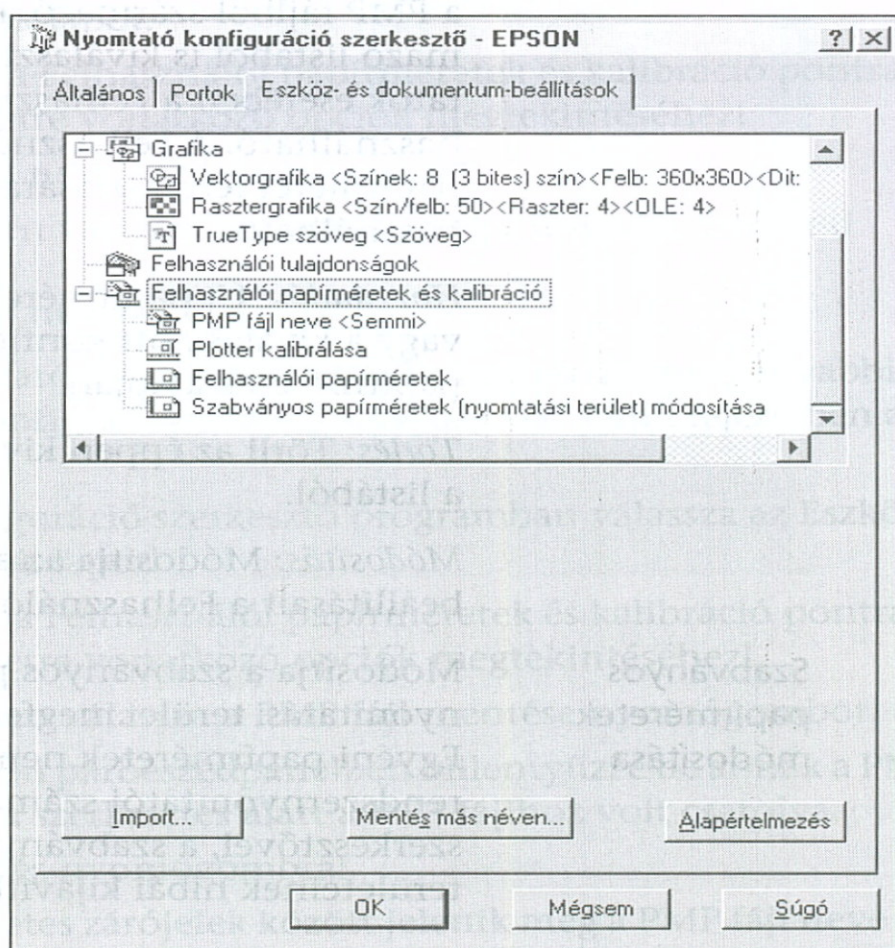 Nyomtató konfiguráció szerkesztő - EPSON
Általános Portok Eszköz- és dokumentum-beállítások
Grafika
Vektorgrafika <Színek: 8 (3 bites) szín><Felb: 360x360><Dit:
Rasztergrafika <Szín/felb: 50><Raszter: 4><OLE: 4>
TrueType szöveg <Szöveg>
Felhasználói tulajdonságok
Felhasználói papírméretek és kalibráció
PMP fájl neve <Semmi>
Plotter kalibrálása
Felhasználói papírméretek
Szabványos papírméretek (nyomtatási terület) módosítása
Import... Mentés más néven... Alapértelmezés
OK Mégsem Súgó